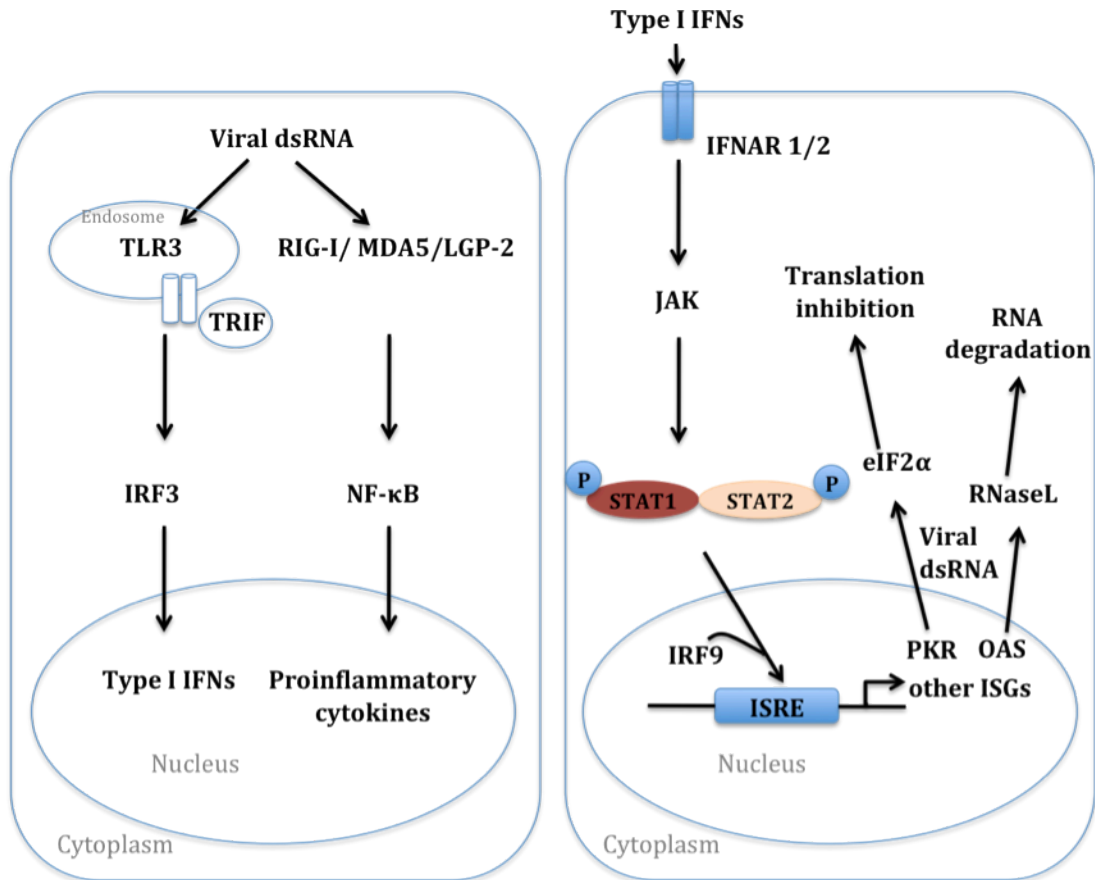 Type I IFNs
Viral dsRNA
Endosome
TLR3
RIG-I/ MDA5/LGP-2
TRIF
IRF3
NF-κB
Type I IFNs
Proinflammatory
cytokines
Nucleus
Cytoplasm
IFNAR 1/2
JAK
Translation
inhibition
RNA
degradation
P
STAT1
STAT2
P
eIF2α
RNaseL
Viral
dsRNA
IRF9
PKR
OAS
other ISGs
ISRE
Nucleus
Cytoplasm